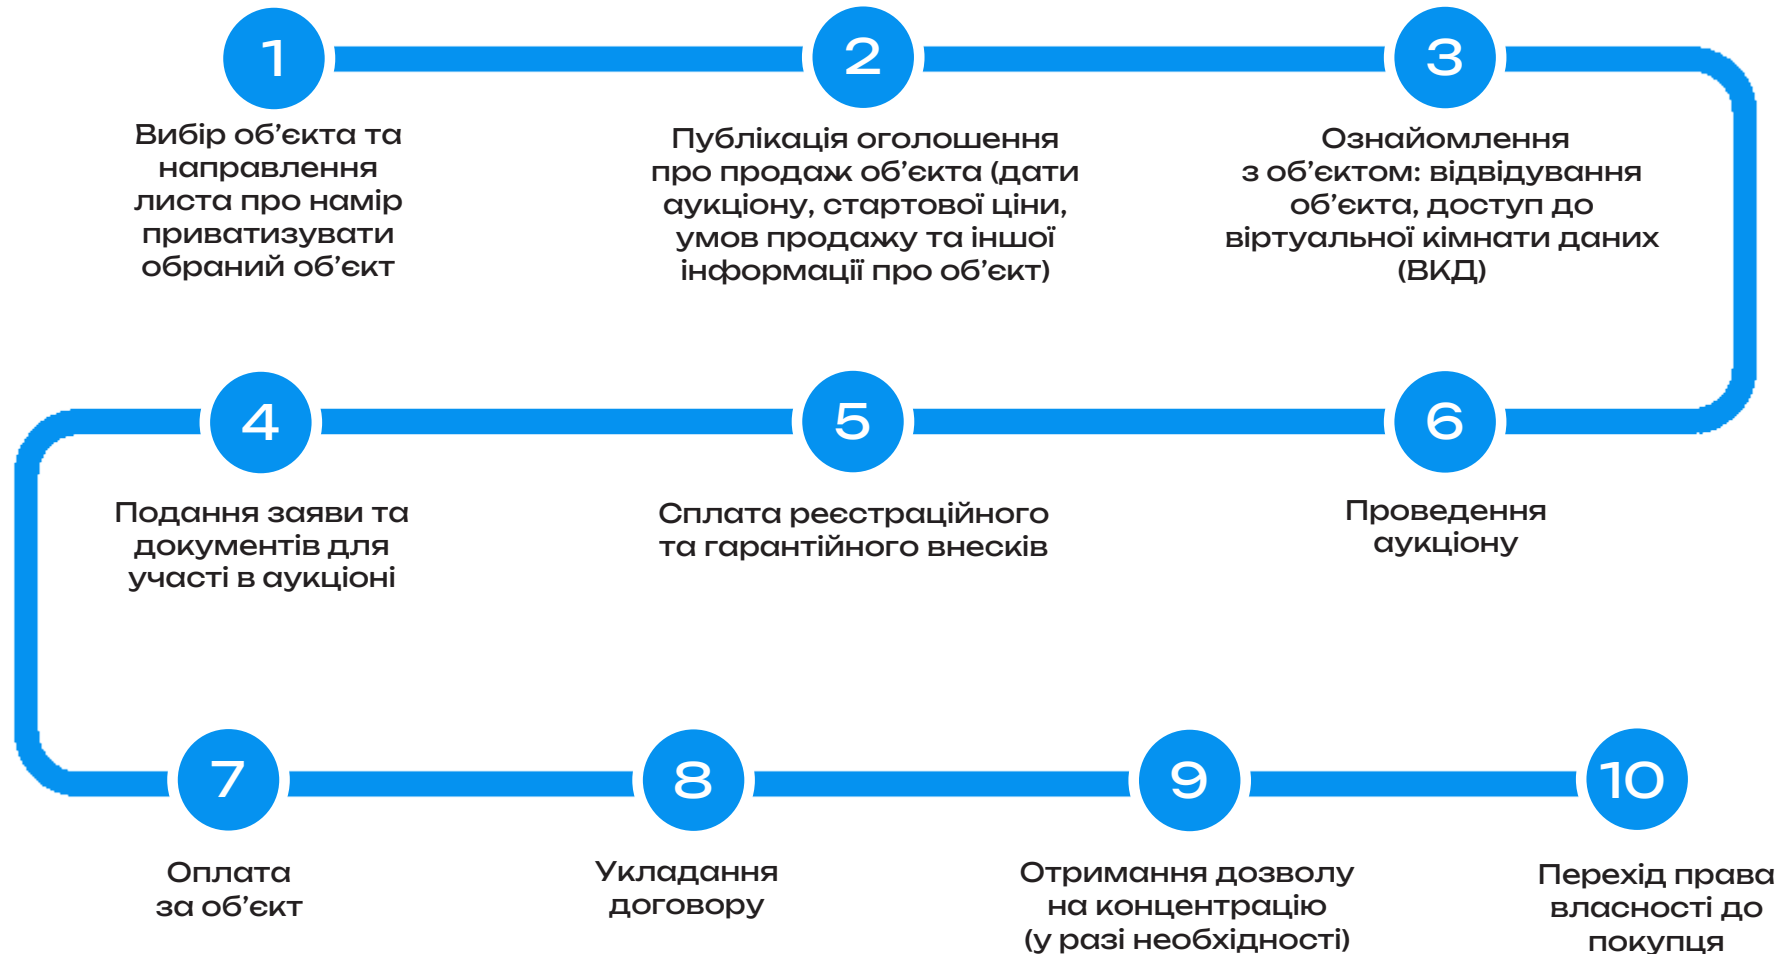 1
Вибір об’єкта та
направлення
листа про намір
приватизувати
обраний об’єкт
2
Публікація оголошення
про продаж об’єкта (дати
аукціону, стартової ціни,
умов продажу та іншої
інформації про об’єкт)
3
Ознайомлення
з об’єктом: відвідування
об’єкта, доступ до
віртуальної кімнати даних
(ВКД)
4
Подання заяви та
документів для
участі в аукціоні
5
Сплата реєстраційного
та гарантійного внесків
6
Проведення
аукціону
7
Оплата
за об’єкт
8
Укладання
договору
9
Отримання дозволу
на концентрацію
(у разі необхідності)
10
Перехід права
власності до
покупця